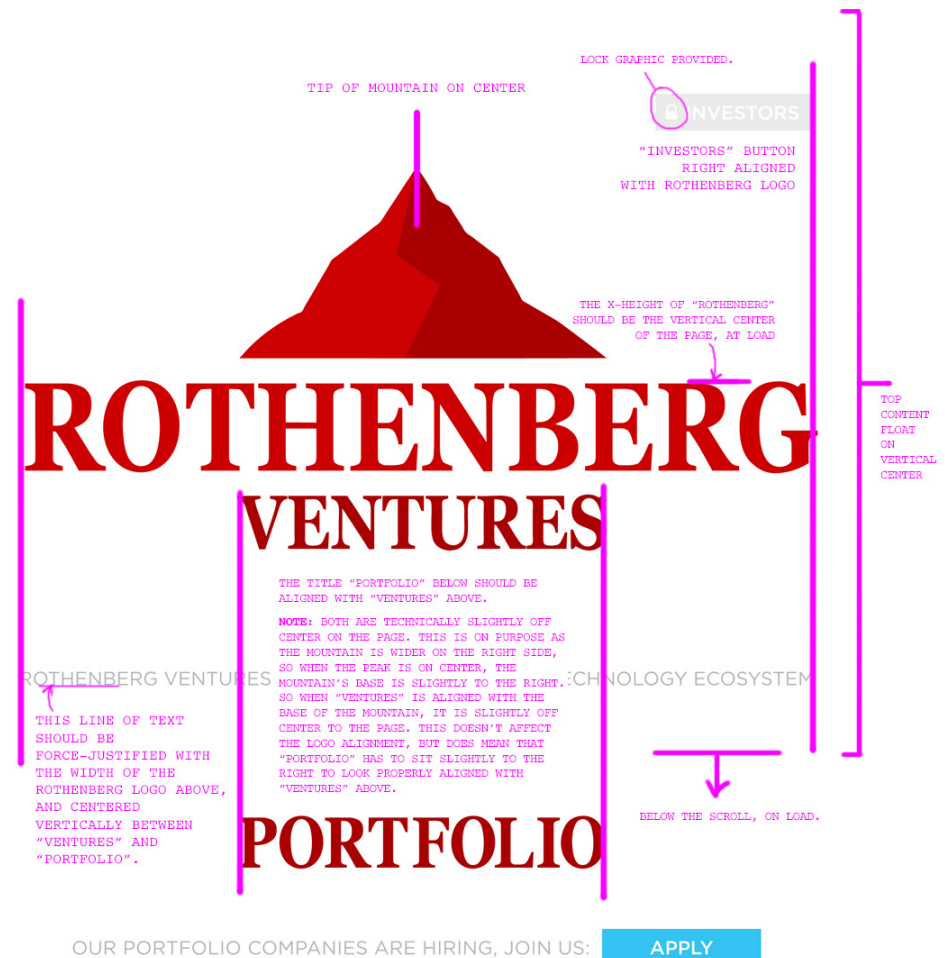 LOCK GRAPHIC PROVIDED.
TIP OF MOUNTAIN ON CENTER
INVESTORS
“INVESTORS” BUTTON
RIGHT ALIGNED
WITH ROTHENBERG LOGO
THE X-HEIGHT OF “ROTHENBERG”
SHOULD BE THE VERTICAL CENTER
OF THE PAGE, AT LOAD
ROTHENBERG
TOP
CONTENT
FLOAT
ON
VERTICAL
CENTER
VENTURES
THE TITLE “PORTFOLIO” BELOW SHOULD BE
ALIGNED WITH “VENTURES” ABOVE.
NOTE: BOTH ARE TECHNICALLY SLIGHTLY OFF
CENTER ON THE PAGE. THIS IS ON PURPOSE AS
THE MOUNTAIN IS WIDER ON THE RIGHT SIDE,
SO WHEN THE PEAK IS ON CENTER, THE
MOUNTAIN’S BASE IS SLIGHTLY TO THE RIGHT.
SO WHEN “VENTURES” IS ALIGNED WITH THE
BASE OF THE MOUNTAIN, IT IS SLIGHTLY OFF
CENTER TO THE PAGE. THIS DOESN’T AFFECT
THE LOGO ALIGNMENT, BUT DOES MEAN THAT
“PORTFOLIO” HAS TO SIT SLIGHTLY TO THE
RIGHT TO LOOK PROPERLY ALIGNED WITH
”VENTURES” ABOVE.
ROTHENBERG VENTURES ECHNOLOGY ECOSYSTEM
THIS LINE OF TEXT
SHOULD BE
FORCE-JUSTIFIED WITH
THE WIDTH OF THE
ROTHENBERG LOGO ABOVE,
AND CENTERED
VERTICALLY BETWEEN
“VENTURES” AND
“PORTFOLIO”.
BELOW THE SCROLL, ON LOAD.
PORTFOLIO
OUR PORTFOLIO COMPANIES ARE HIRING, JOIN US: APPLY